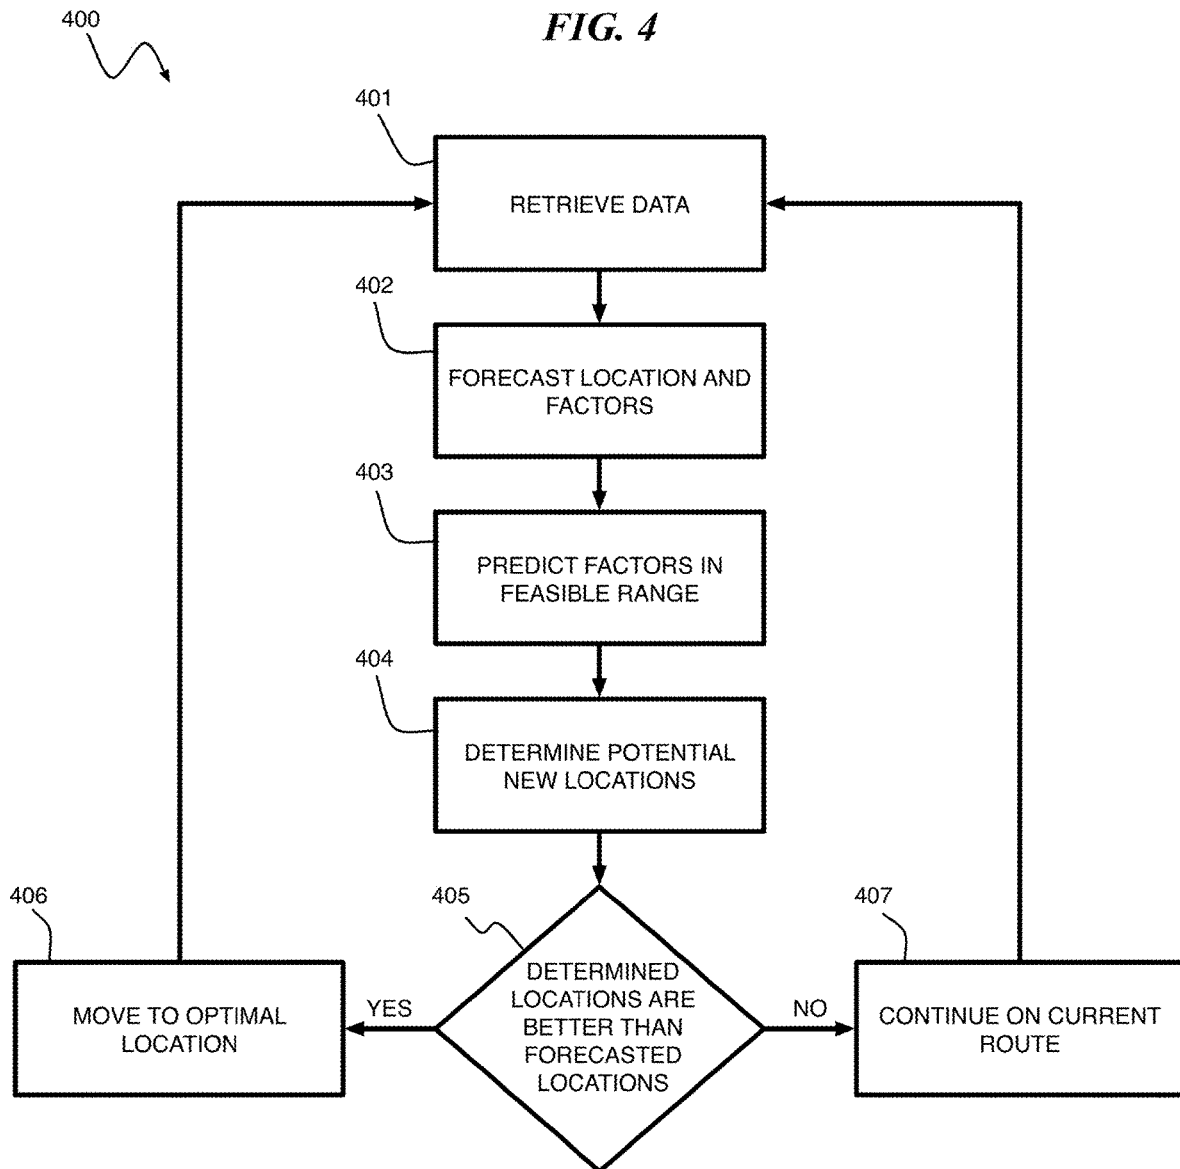 FIG. 4
400
401
RETRIEVE DATA
402
FORECAST LOCATION AND
FACTORS
403
PREDICT FACTORS IN
FEASIBLE RANGE
404
DETERMINE POTENTIAL
NEW LOCATIONS
405
DETERMINED
LOCATIONS ARE
BETTER THAN
FORECASTED
LOCATIONS
YES
NO
406
MOVE TO OPTIMAL
LOCATION
407
CONTINUE ON CURRENT
ROUTE